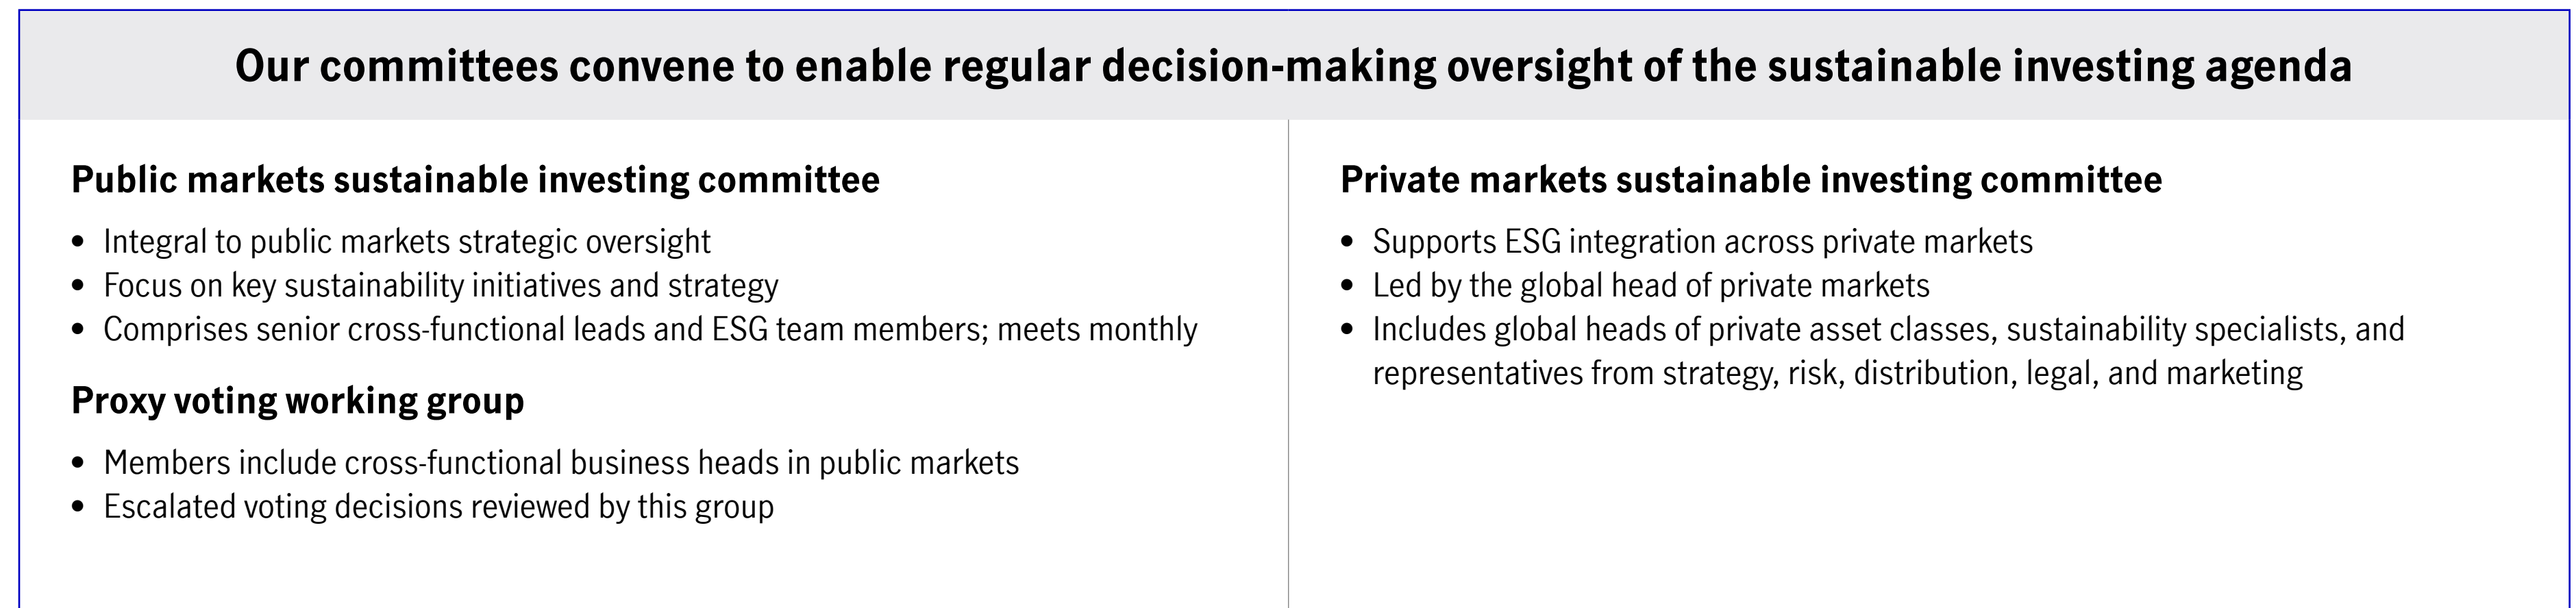 Our committees convene to enable regular decision-making oversight of the sustainable investing agenda
Public markets sustainable investing committee
• Integral to public markets strategic oversight
• Focus on key sustainability initiatives and strategy
• Comprises senior cross-functional leads and ESG team members; meets monthly
Proxy voting working group
• Members include cross-functional business heads in public markets
• Escalated voting decisions reviewed by this group
Private markets sustainable investing committee
• Supports ESG integration across private markets
• Led by the global head of private markets
• Includes global heads of private asset classes, sustainability specialists, and
representatives from strategy, risk, distribution, legal, and marketing